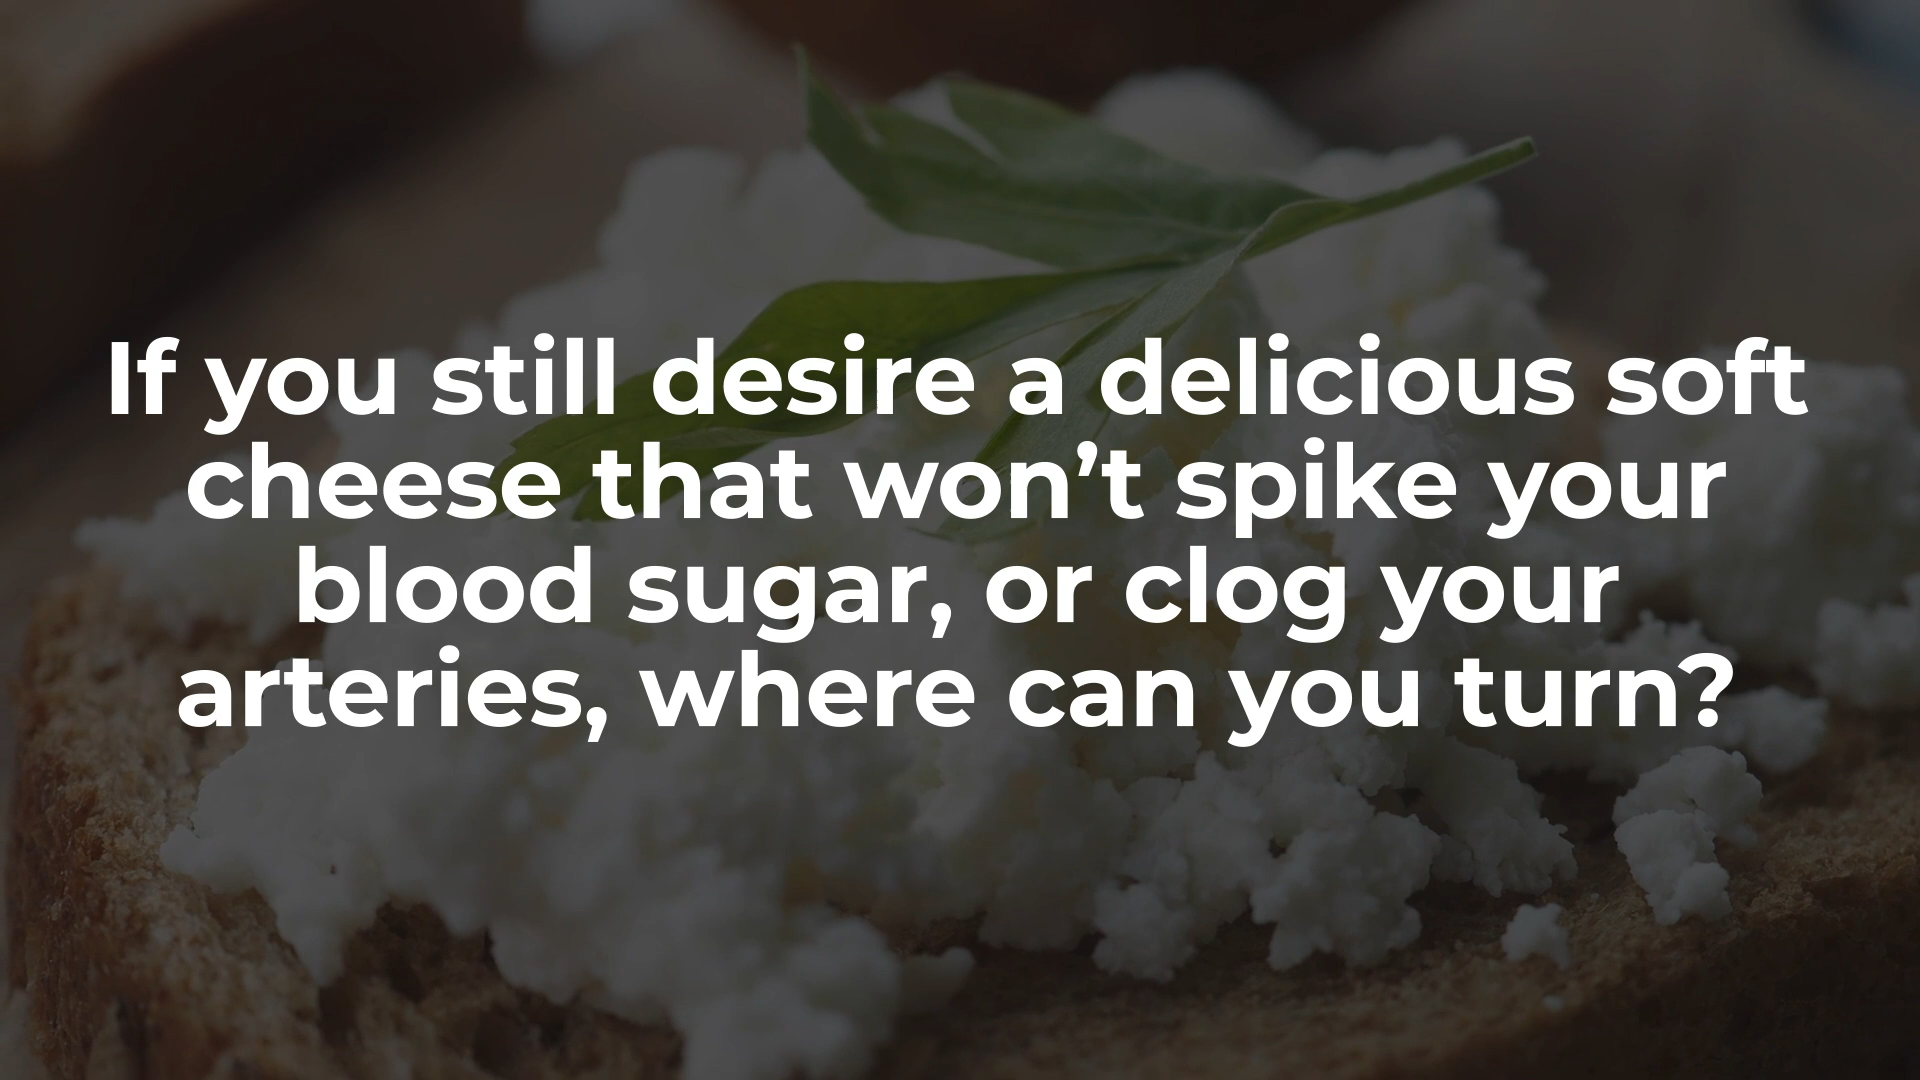 If you still desire a delicious soft
cheese that won’t spike your
blood sugar, or clog your
arteries, where can you turn?